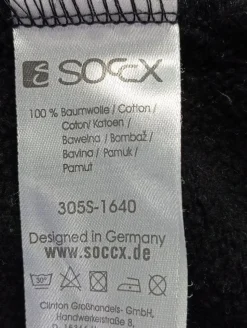 SOCCX
100 % Baumwolle / Cotton /
Coton/ Katoen /
Bawełna / Bombaž /
Bavlna / Pamuk /
Pamut
305S-1640
Designed in Germany
www.soccx.de
30°
Clinton Großhandels- GmbH,
Handwerkerstraße 8,